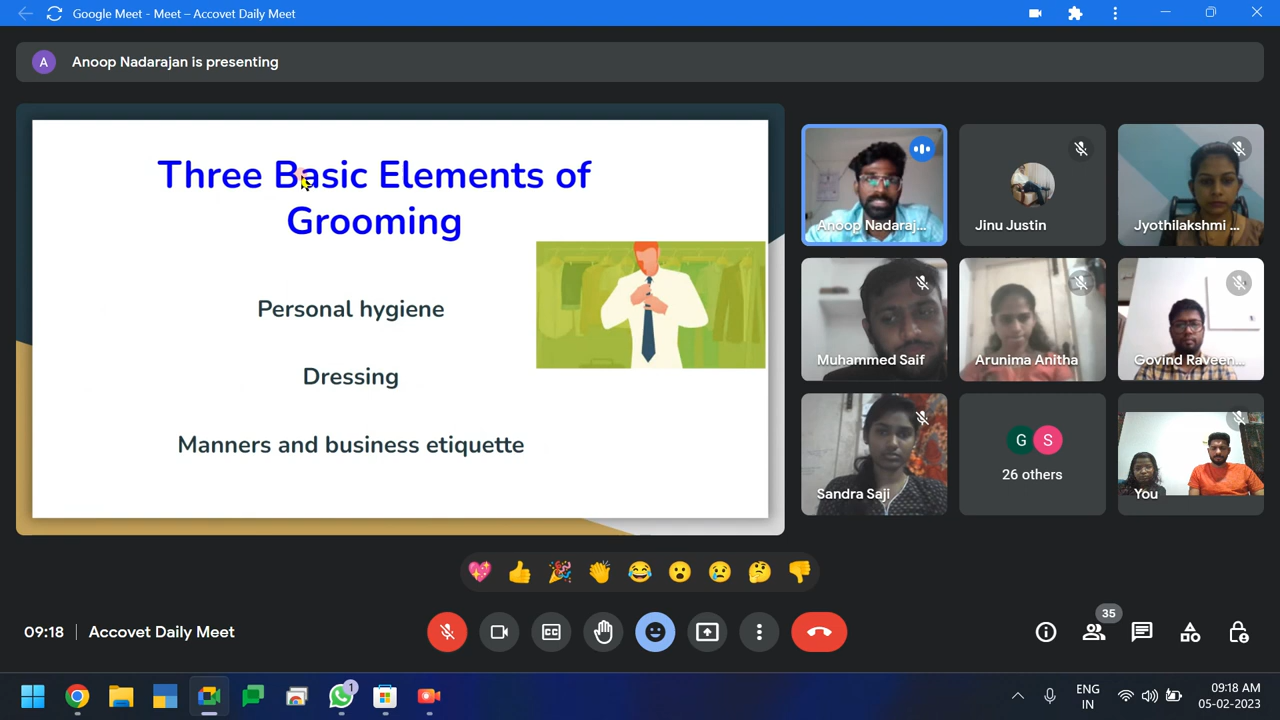 Google Meet - Meet – Accovet Daily Meet
A
Anoop Nadarajan is presenting
Three Basic Elements of
Grooming
Personal hygiene
Dressing
Manners and business etiquette
Anoop Nadaraj...
Jinu Justin
Jyothilakshmi ...
Muhammed Saif
Arunima Anitha
Govind Raveen...
Sandra Saji
G S
26 others
You
09:18 | Accovet Daily Meet
35
1
ENG
IN
09:18 AM
05-02-2023